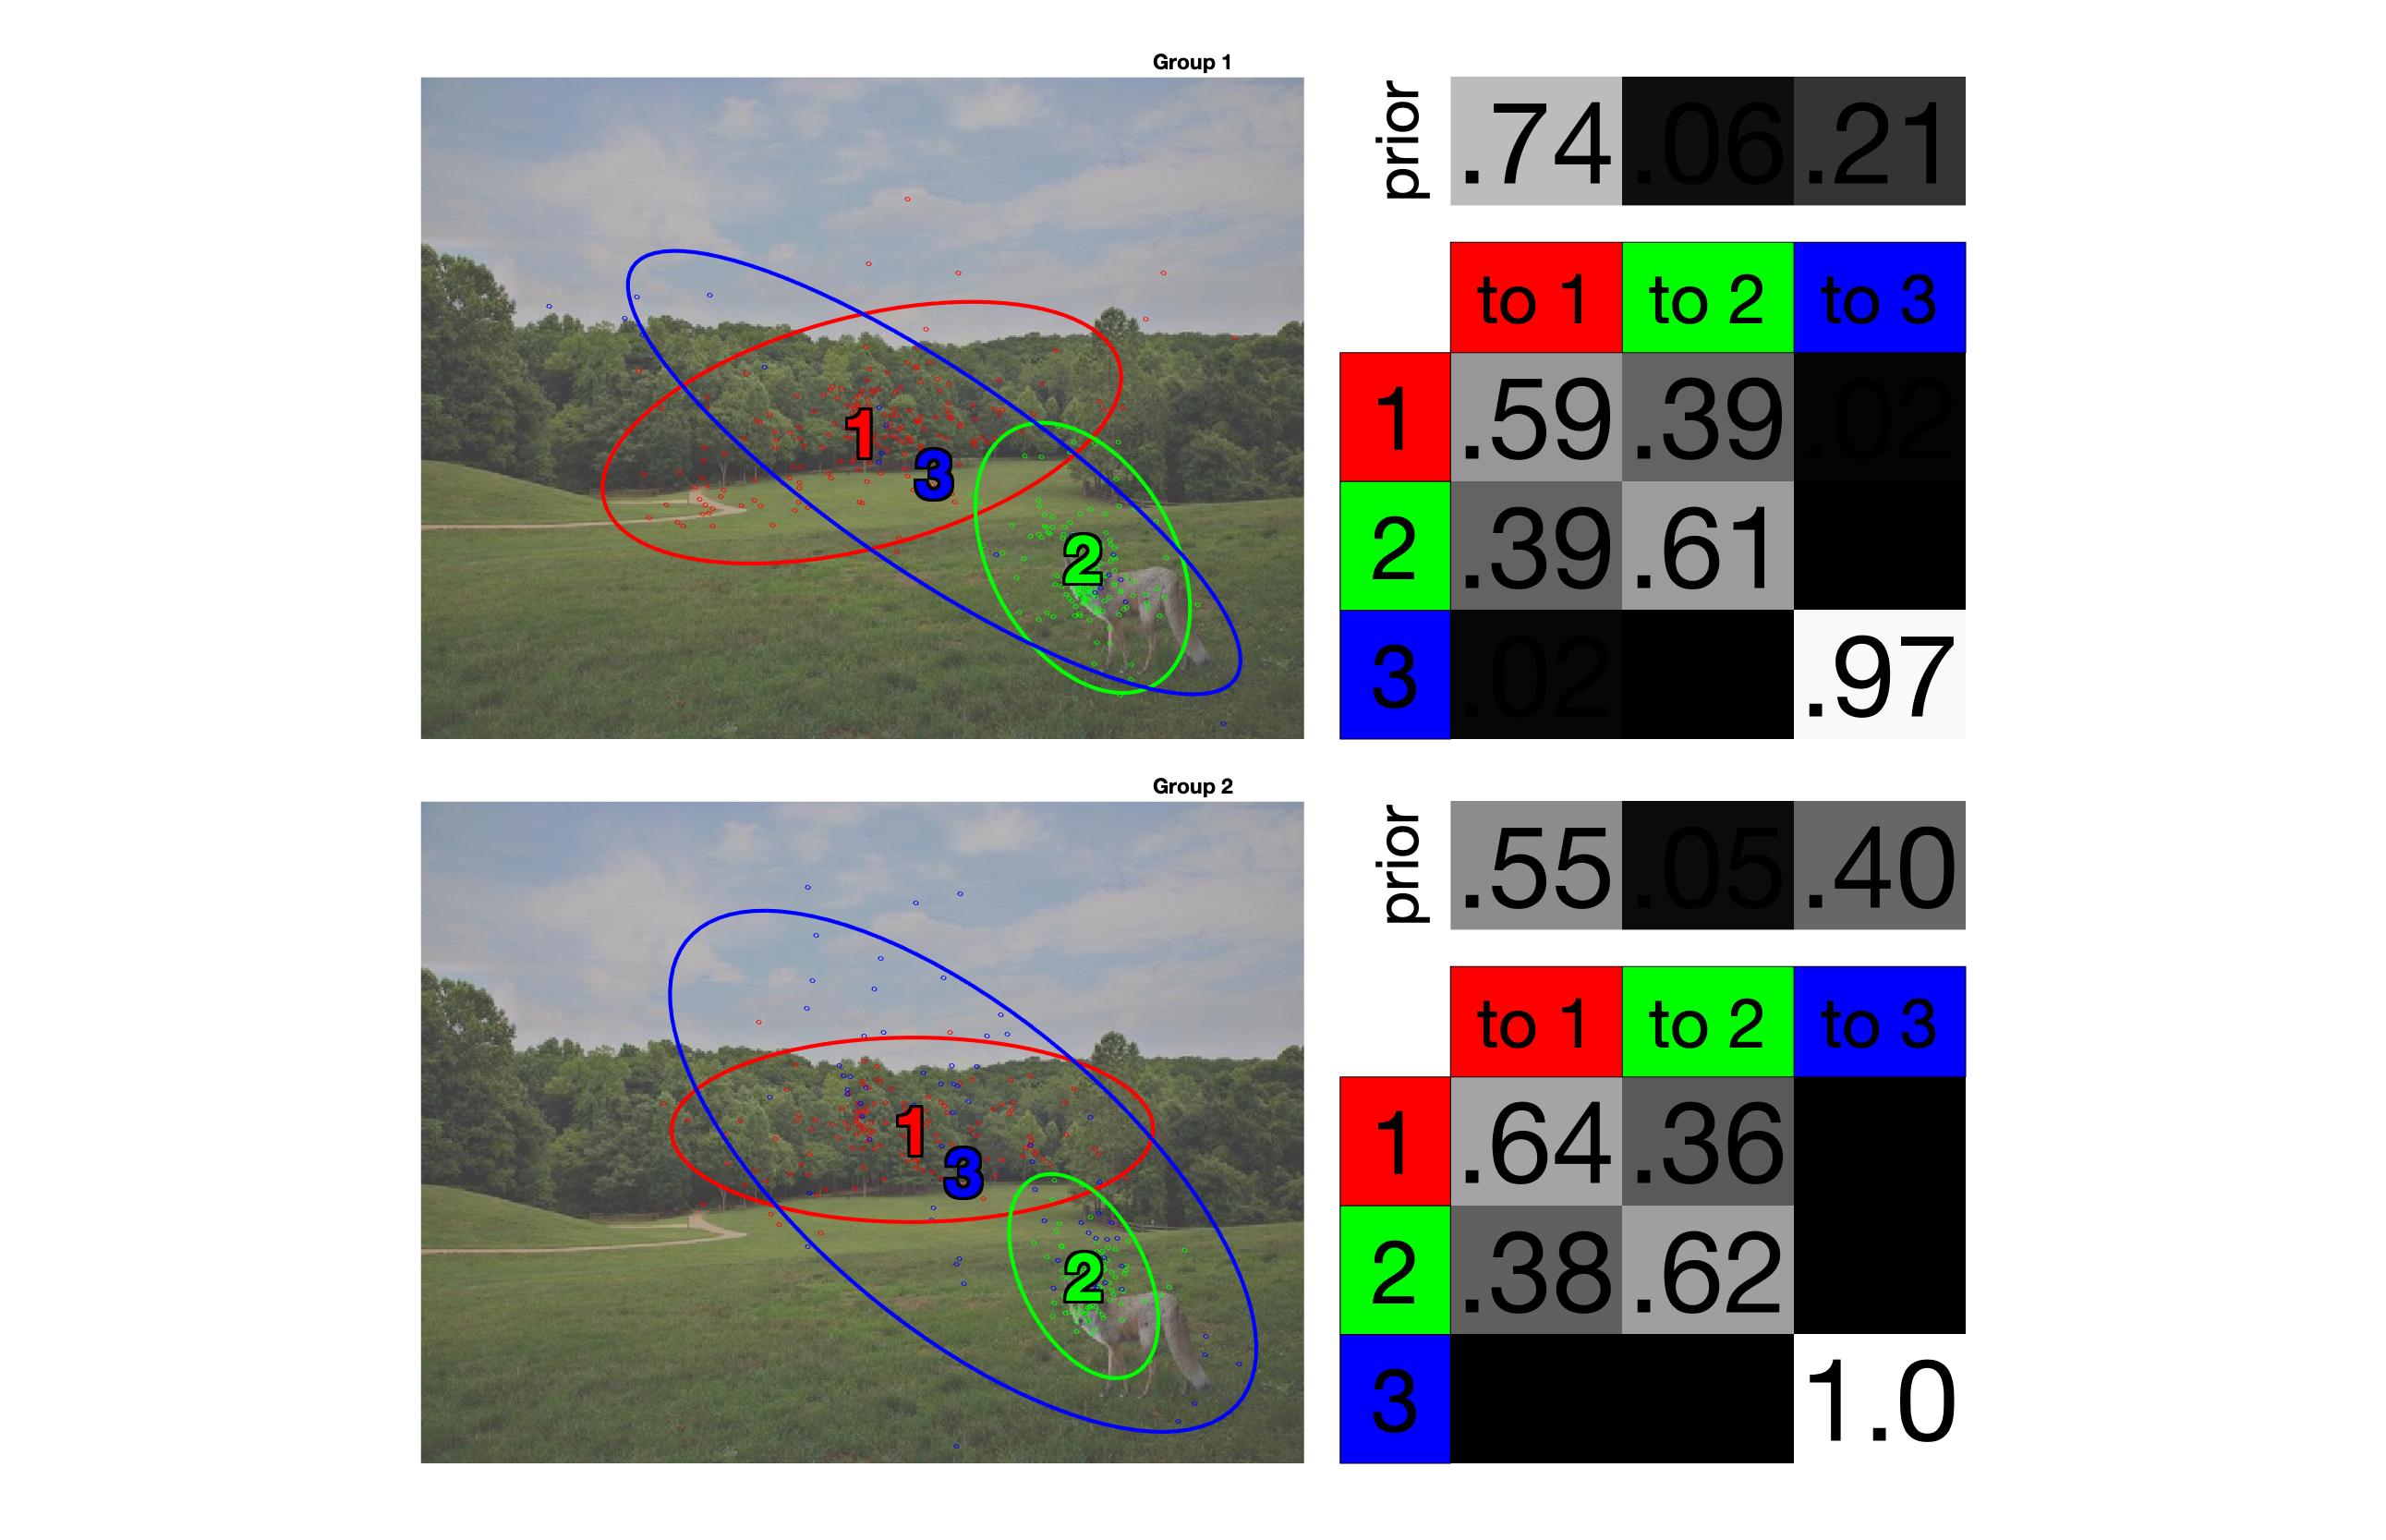 Group 1
prior
.74 .06 .21
to 1 to 2 to 3
1 .59 .39 .02
2 .39 .61
3 .02 .97
1
3
2
Group 2
prior
.55 .05 .40
to 1 to 2 to 3
1 .64 .36
2 .38 .62
3 1.0
1
3
2